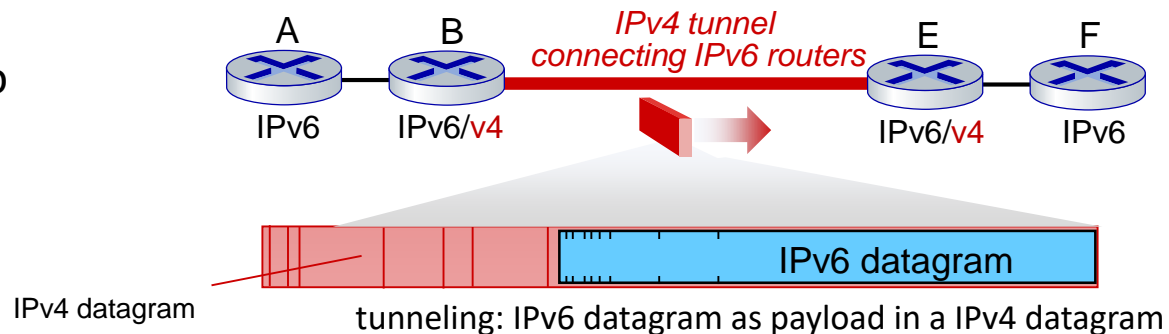 A B IPv4 tunnel E F
connecting IPv6 routers
IPv6 IPv6/v4 IPv6/v4 IPv6
IPv6 datagram
IPv4 datagram
tunneling: IPv6 datagram as payload in a IPv4 datagram